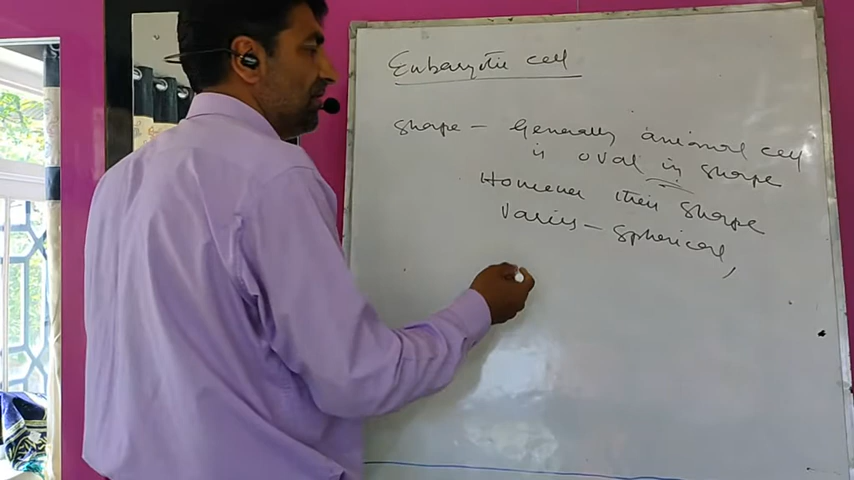 Eukaryotic cell
Shape - Generally animal cell
is oval in shape
However their shape
varies - spherical,